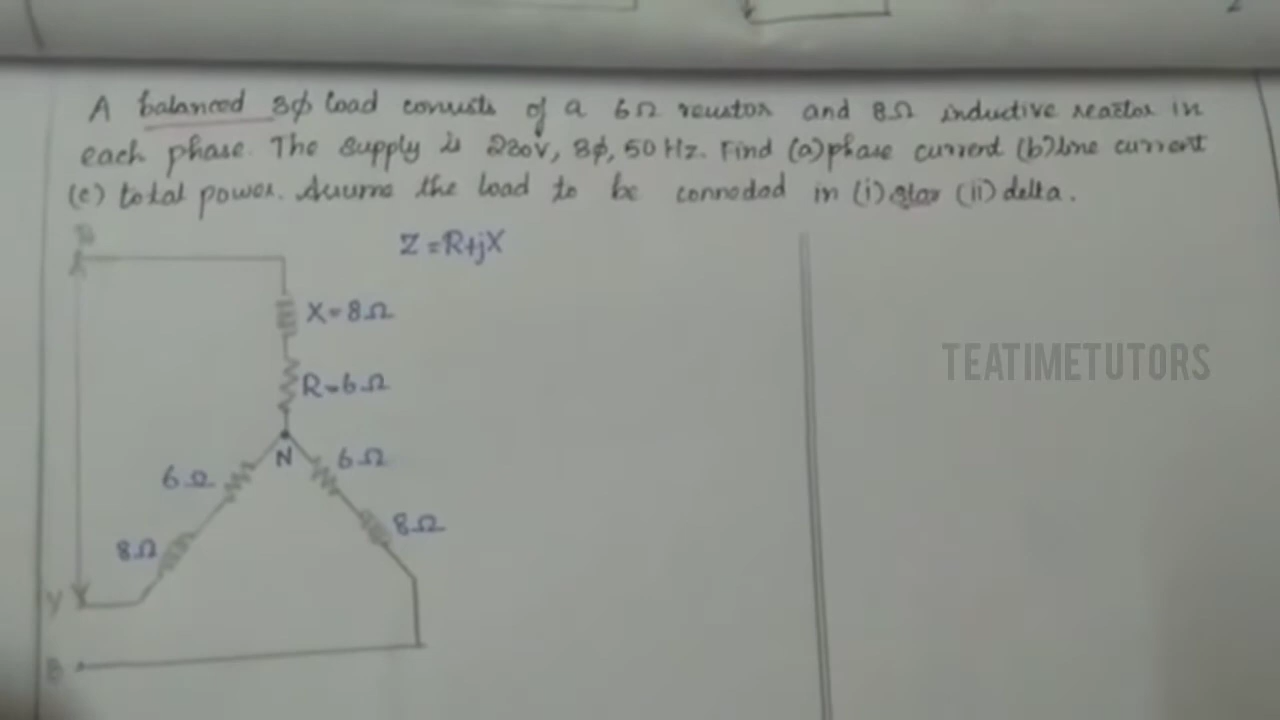 A balanced 3ϕ load consists of a 6Ω resistor and 8Ω inductive reactor in
each phase. The supply is 230V, 3ϕ, 50 Hz. Find (a) phase current (b) line current
(c) total power. Assume the load to be connected in (i) star (ii) delta.
Z = R+jX
X = 8Ω
TEATIMETUTORS
R = 6Ω
N
6Ω
6Ω
8Ω
8Ω
Y
B